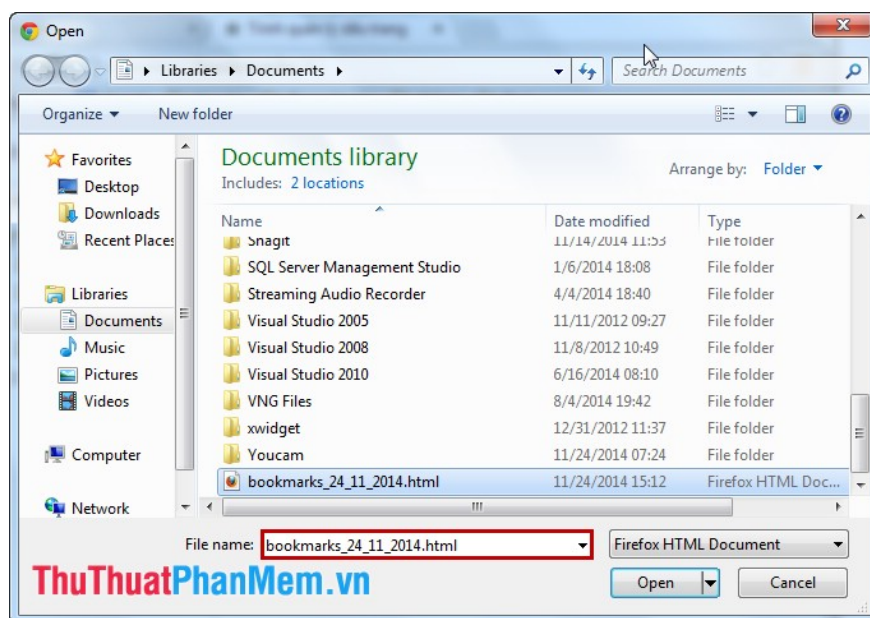 Open
Libraries Documents
Search Documents
Organize New folder
Favorites
Desktop
Downloads
Recent Places
Libraries
Documents
Music
Pictures
Videos
Computer
Network
Documents library
Includes: 2 locations
Arrange by: Folder
Name Date modified Type
Snagit 11/14/2014 11:53 File folder
SQL Server Management Studio 1/6/2014 18:08 File folder
Streaming Audio Recorder 4/4/2014 18:40 File folder
Visual Studio 2005 11/11/2012 09:27 File folder
Visual Studio 2008 11/8/2012 10:49 File folder
Visual Studio 2010 6/16/2014 08:10 File folder
VNG Files 8/4/2014 19:42 File folder
xwidget 12/31/2012 11:37 File folder
Youcam 11/24/2014 07:24 File folder
bookmarks_24_11_2014.html 11/24/2014 15:12 Firefox HTML Doc...
File name: bookmarks_24_11_2014.html Firefox HTML Document
ThuThuatPhanMem.vn
Open Cancel